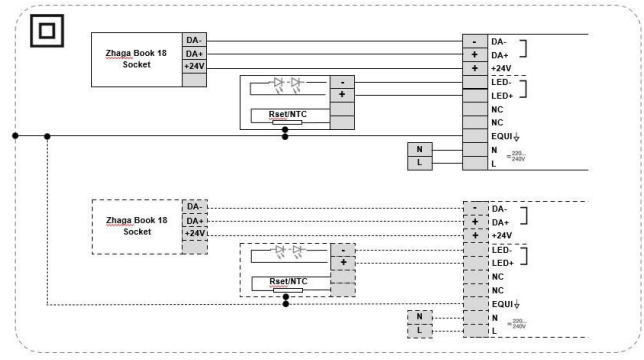 Zhaga Book 18
Socket
DA-
DA+
+24V
- DA-
+ DA+
+ +24V
LED-
LED+
NC
NC
EQUI
N
L
220...
240V
-
+
Rset/NTC
N
L
Zhaga Book 18
Socket
DA-
DA+
+24V
- DA-
+ DA+
+ +24V
LED-
LED+
NC
NC
EQUI
N
L
220...
240V
-
+
Rset/NTC
N
L